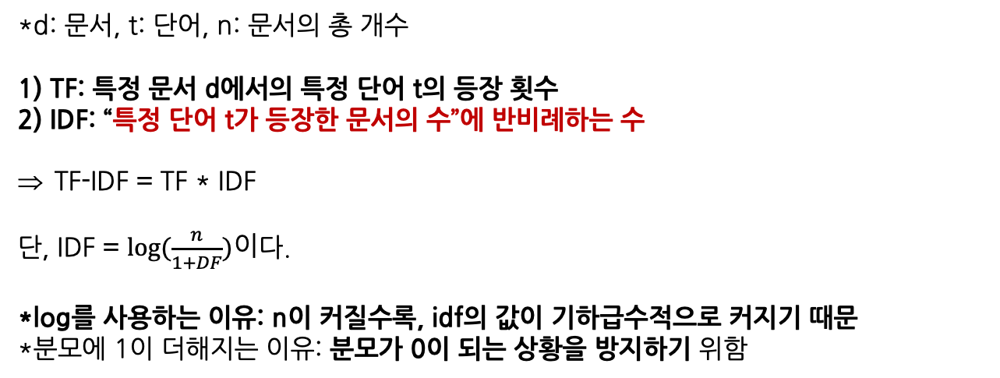 *d: 문서, t: 단어, n: 문서의 총 개수
1) TF: 특정 문서 d에서의 특정 단어 t의 등장 횟수
2) IDF: “특정 단어 t가 등장한 문서의 수”에 반비례하는 수
⇒ TF-IDF = TF * IDF
단, IDF = log(n/(1+DF))이다.
*log를 사용하는 이유: n이 커질수록, idf의 값이 기하급수적으로 커지기 때문
*분모에 1이 더해지는 이유: 분모가 0이 되는 상황을 방지하기 위함